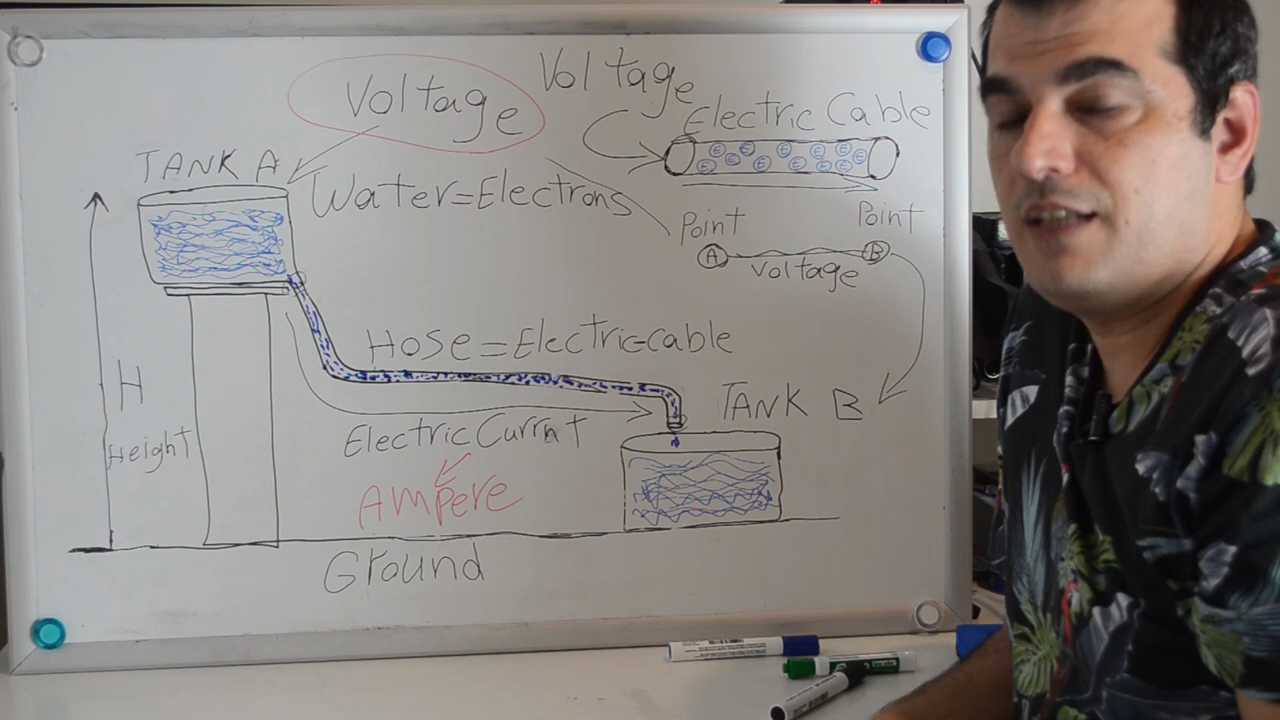 Voltage
Voltage
Electric Cable
E E E E E E E E E E
TANK A
Water=Electrons
Point
Point
A
B
Voltage
Hose=Electric-cable
H
Height
TANK B
Electric Currnt
AMpere
Ground